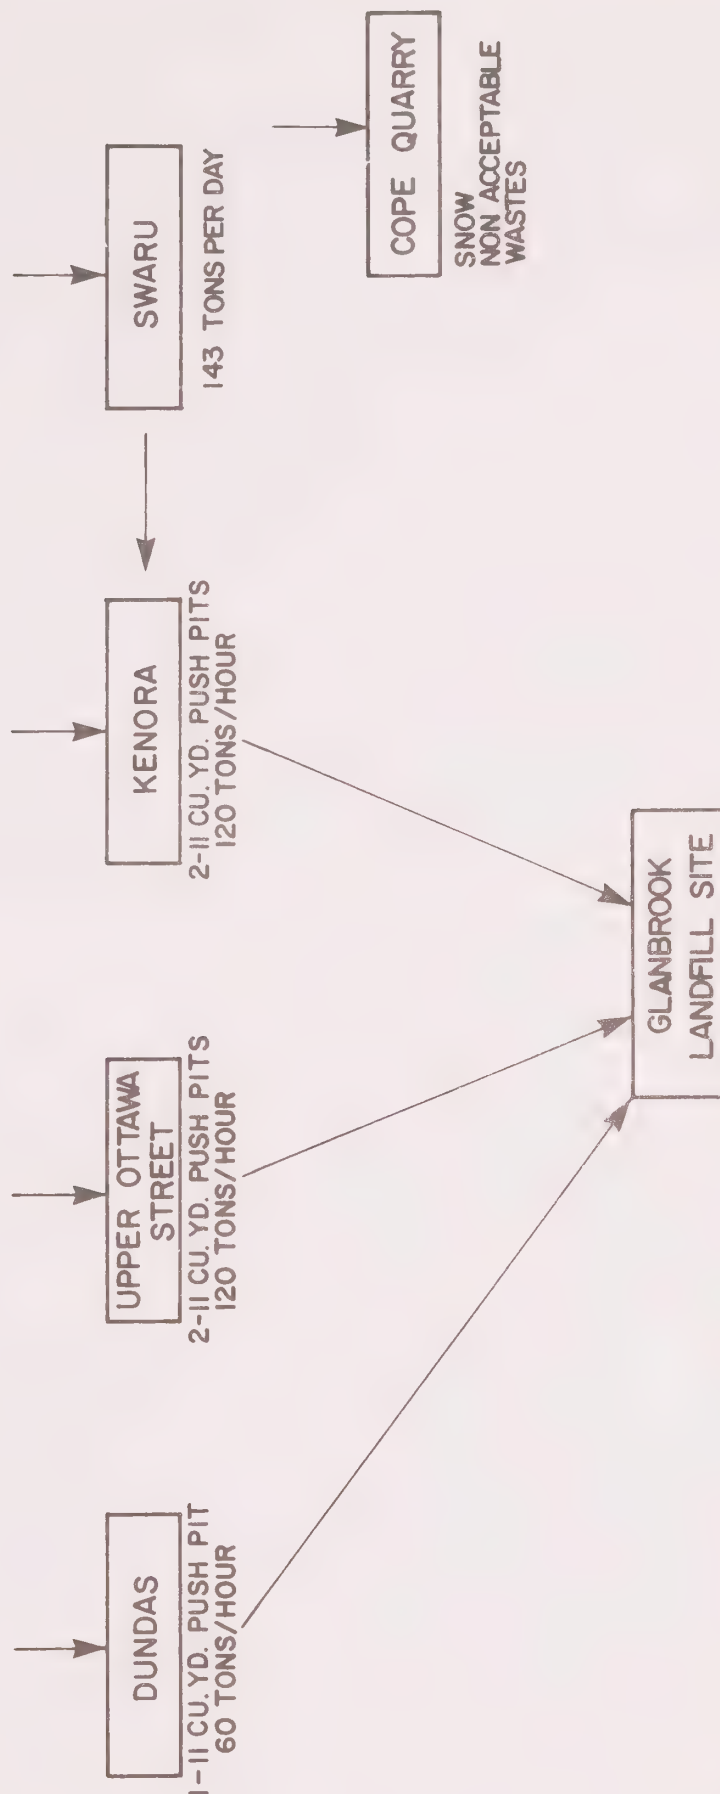 DUNDAS
1-11 CU. YD. PUSH PIT
60 TONS/HOUR
UPPER OTTAWA
STREET
2-11 CU. YD. PUSH PITS
120 TONS/HOUR
KENORA
2-11 CU. YD. PUSH PITS
120 TONS/HOUR
SWARU
143 TONS PER DAY
COPE QUARRY
SNOW
NON ACCEPTABLE
WASTES
GLANBROOK
LANDFILL SITE